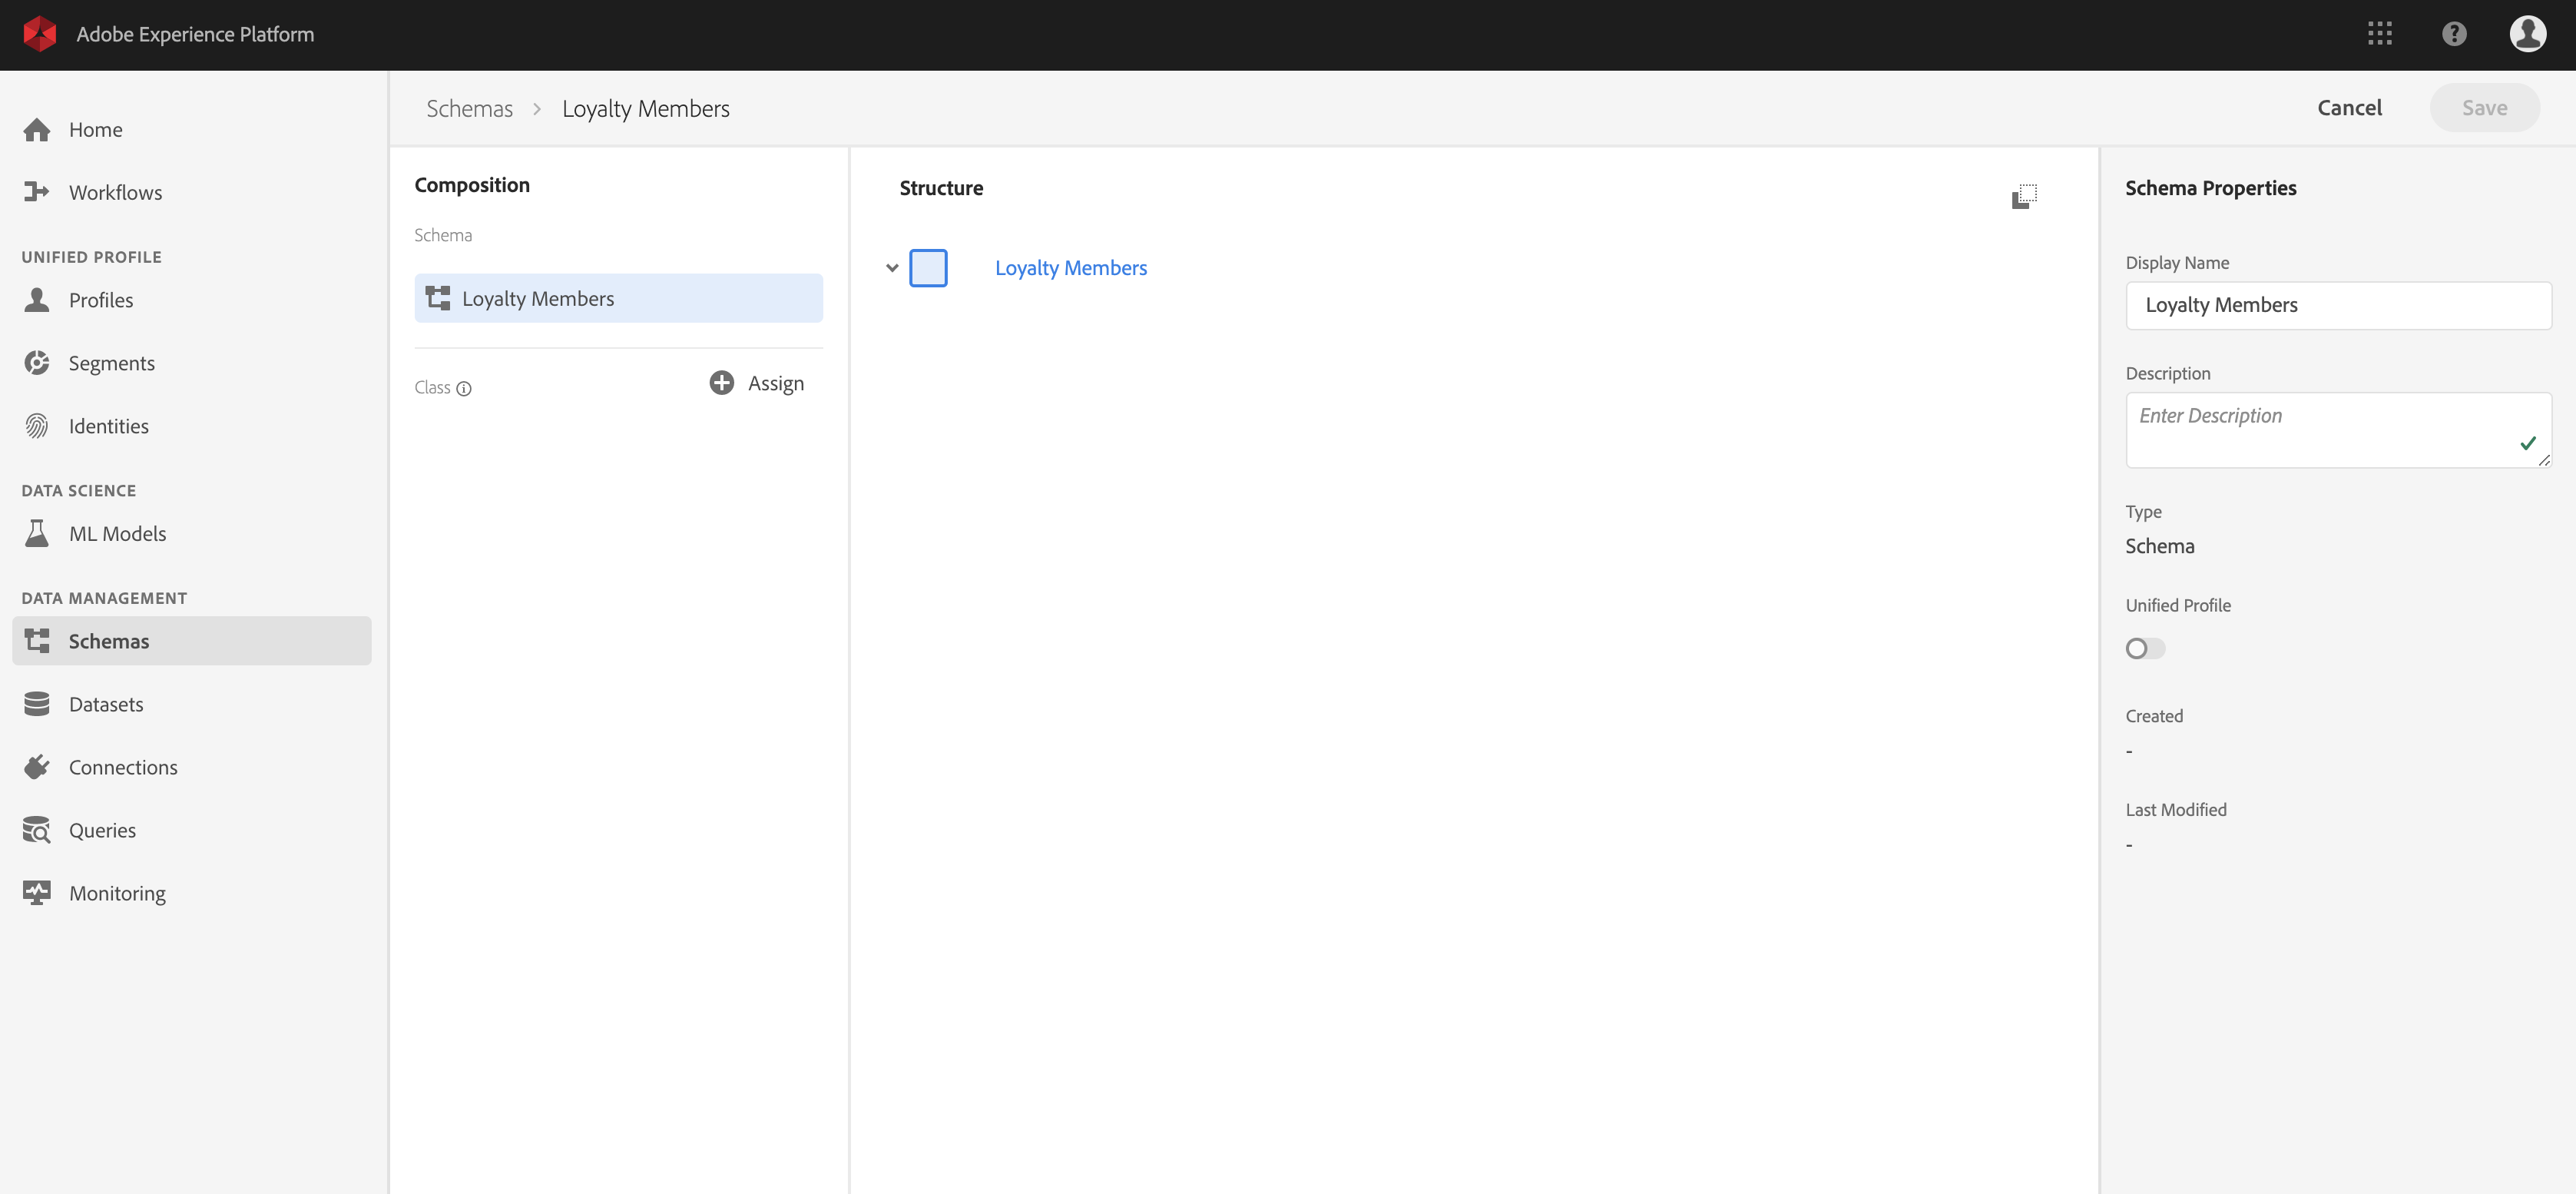 Adobe Experience Platform
Home
Workflows
UNIFIED PROFILE
Profiles
Segments
Identities
DATA SCIENCE
ML Models
DATA MANAGEMENT
Schemas
Datasets
Connections
Queries
Monitoring
Schemas > Loyalty Members
Cancel
Save
Composition
Schema
Loyalty Members
Class
Assign
Structure
Loyalty Members
Schema Properties
Display Name
Loyalty Members
Description
Enter Description
Type
Schema
Unified Profile
Created
-
Last Modified
-